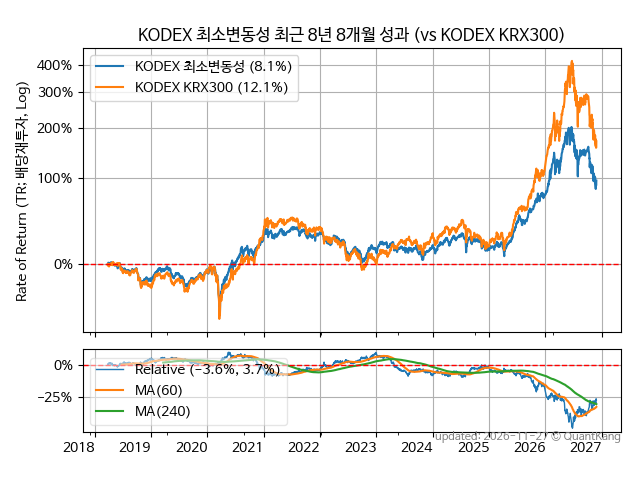 KODEX 최소변동성 최근 8년 8개월 성과 (vs KODEX KRX300)
Rate of Return (TR; 배당재투자, Log)
400%
300%
200%
100%
0%
KODEX 최소변동성 (8.1%)
KODEX KRX300 (12.1%)
0%
−25%
Relative (−3.6%, 3.7%)
MA(60)
MA(240)
updated: 2026-11-27 © QuantKang
2018 2019 2020 2021 2022 2023 2024 2025 2026 2027